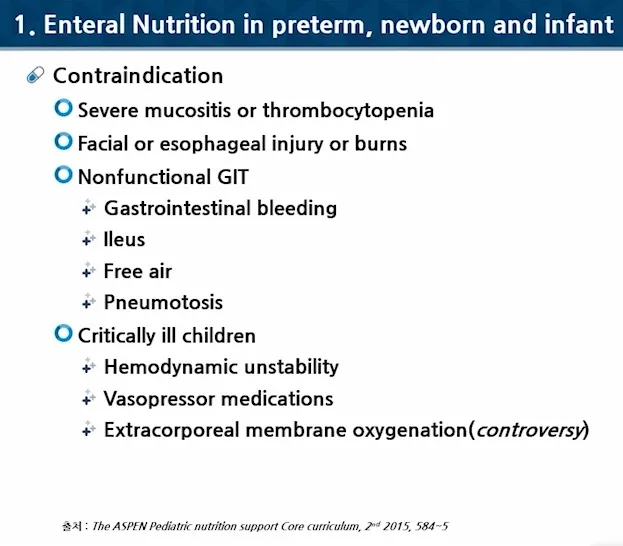 1. Enteral Nutrition in preterm, newborn and infant
Contraindication
Severe mucositis or thrombocytopenia
Facial or esophageal injury or burns
Nonfunctional GIT
Gastrointestinal bleeding
Ileus
Free air
Pneumotosis
Critically ill children
Hemodynamic unstability
Vasopressor medications
Extracorporeal membrane oxygenation(controversy)
출처 : The ASPEN Pediatric nutrition support Core curriculum, 2nd 2015, 584~5